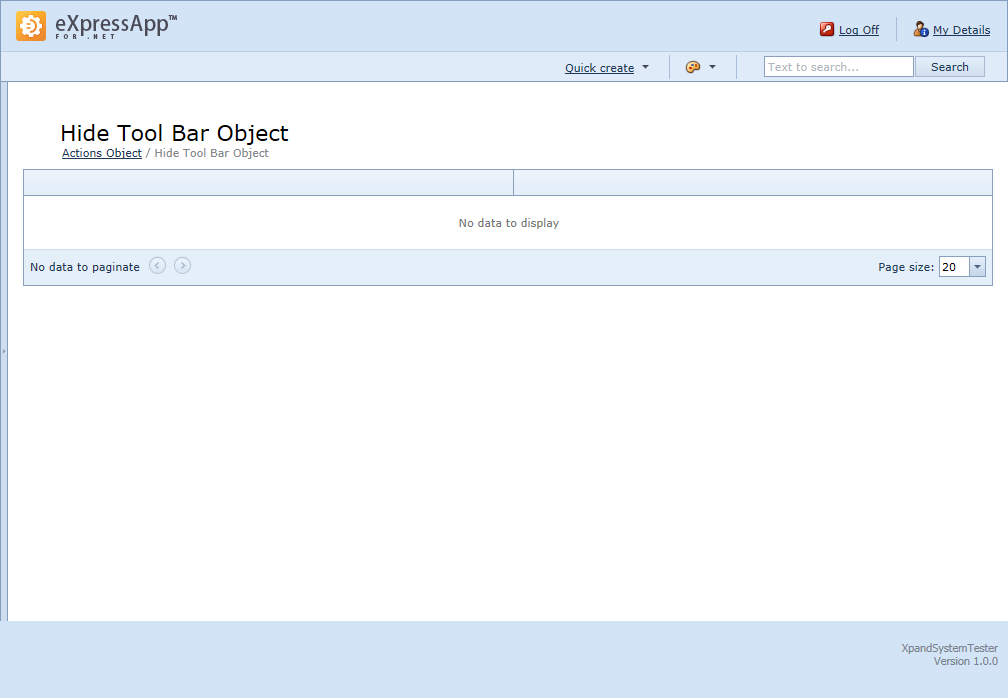 eXpressApp™
FOR .NET
Log Off
My Details
Quick create
Text to search...
Search
Hide Tool Bar Object
Actions Object / Hide Tool Bar Object
No data to display
No data to paginate
Page size: 20
XpandSystemTester
Version 1.0.0